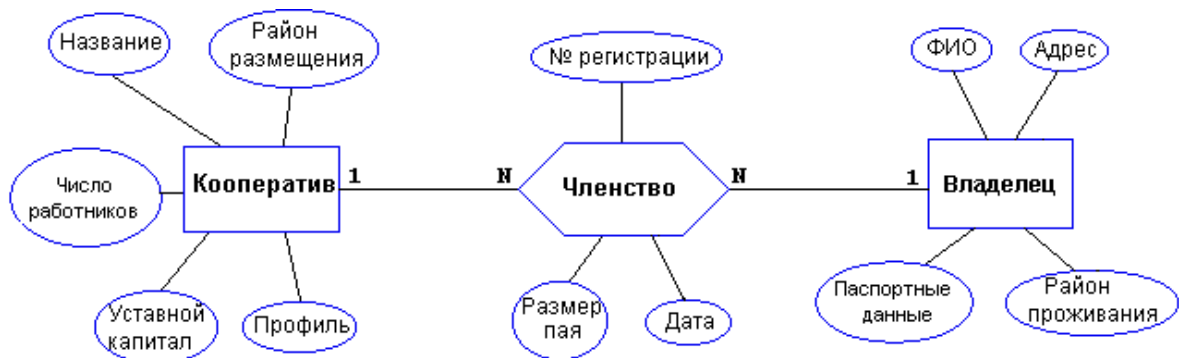 Название
Район
размещения
№ регистрации
ФИО
Адрес
Число
работников
Кооператив
1
N
Членство
N
1
Владелец
Уставной
капитал
Профиль
Размер
пая
Дата
Паспортные
данные
Район
проживания